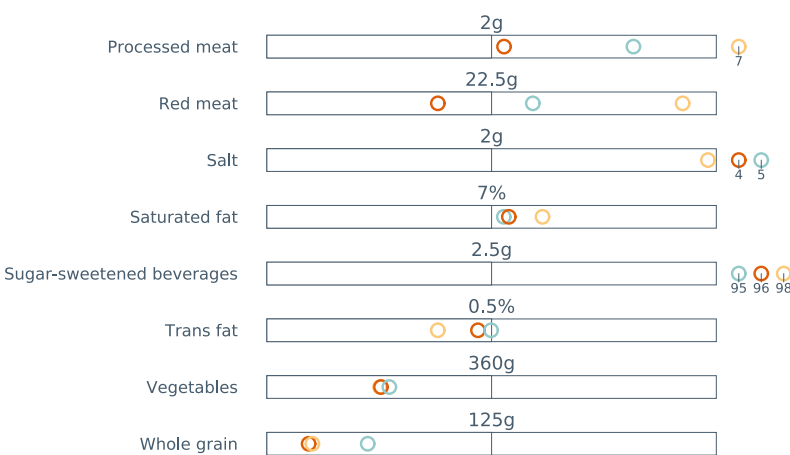 2g
Processed meat
7
22.5g
Red meat
2g
Salt
4 5
7%
Saturated fat
2.5g
Sugar-sweetened beverages
95 96 98
0.5%
Trans fat
360g
Vegetables
125g
Whole grain